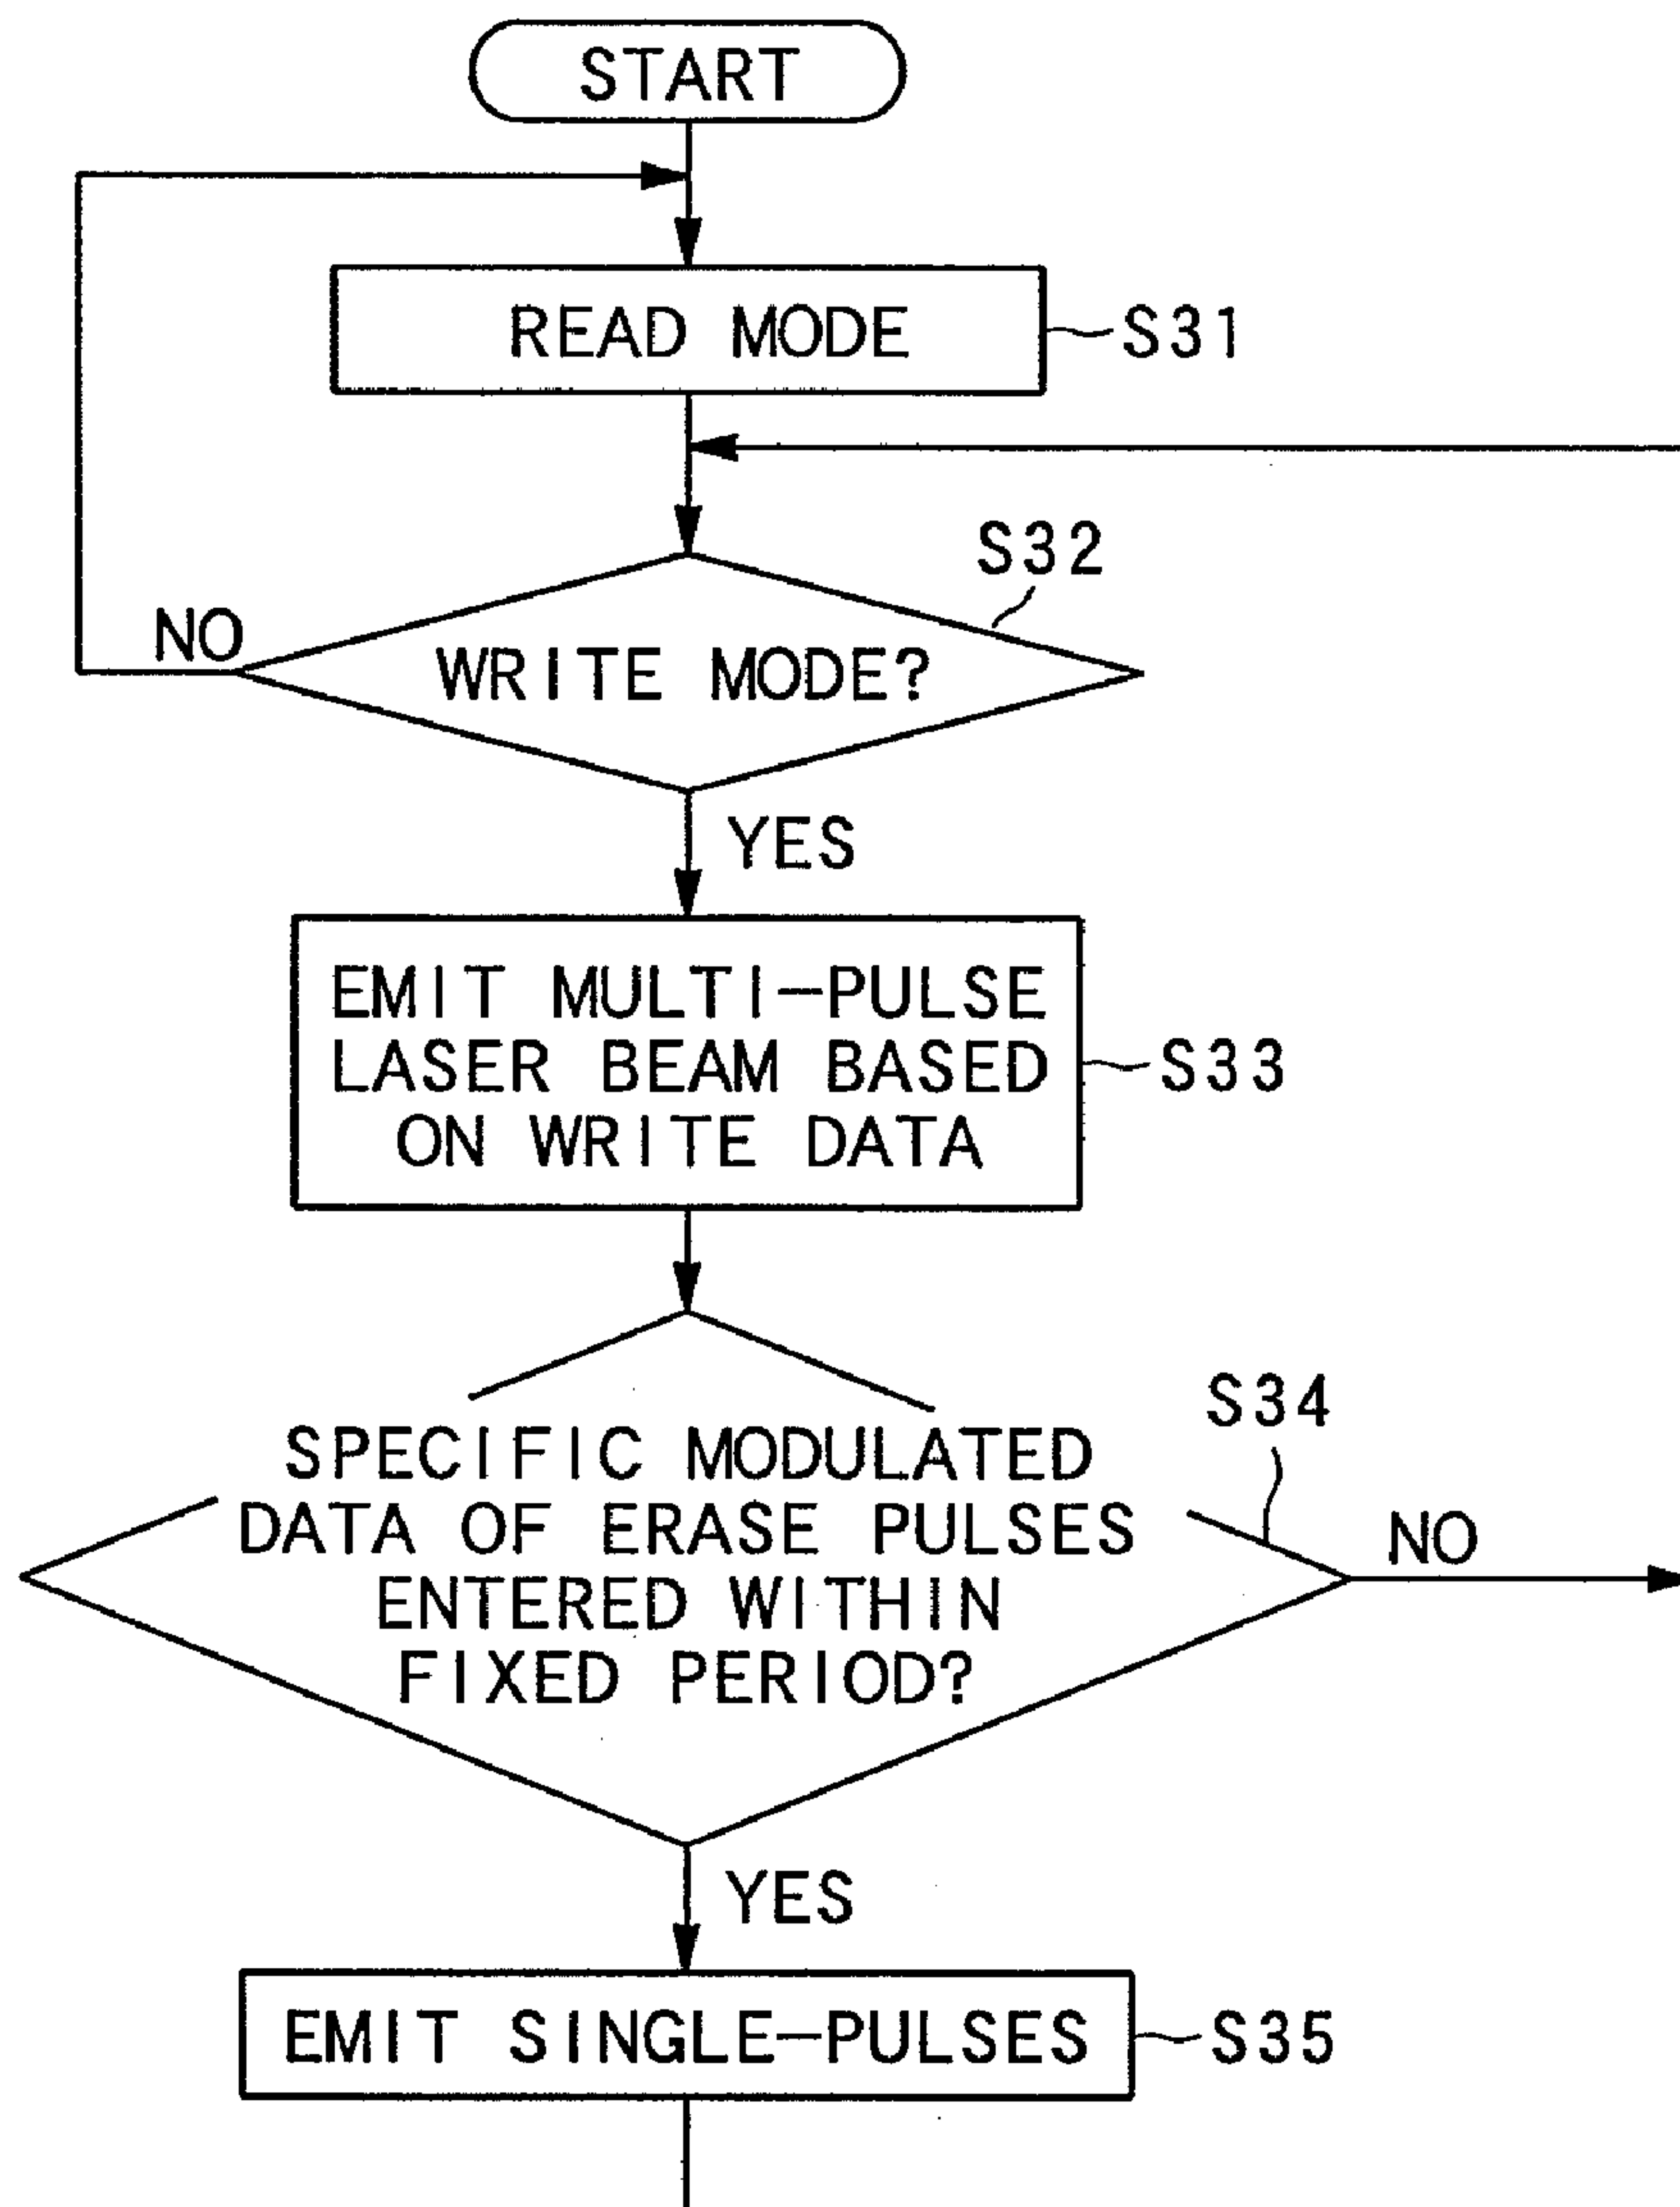 START
READ MODE
S31
S32
NO
WRITE MODE?
YES
EMIT MULTI-PULSE
LASER BEAM BASED
ON WRITE DATA
S33
S34
SPECIFIC MODULATED
DATA OF ERASE PULSES
ENTERED WITHIN
FIXED PERIOD?
NO
YES
EMIT SINGLE-PULSES
S35